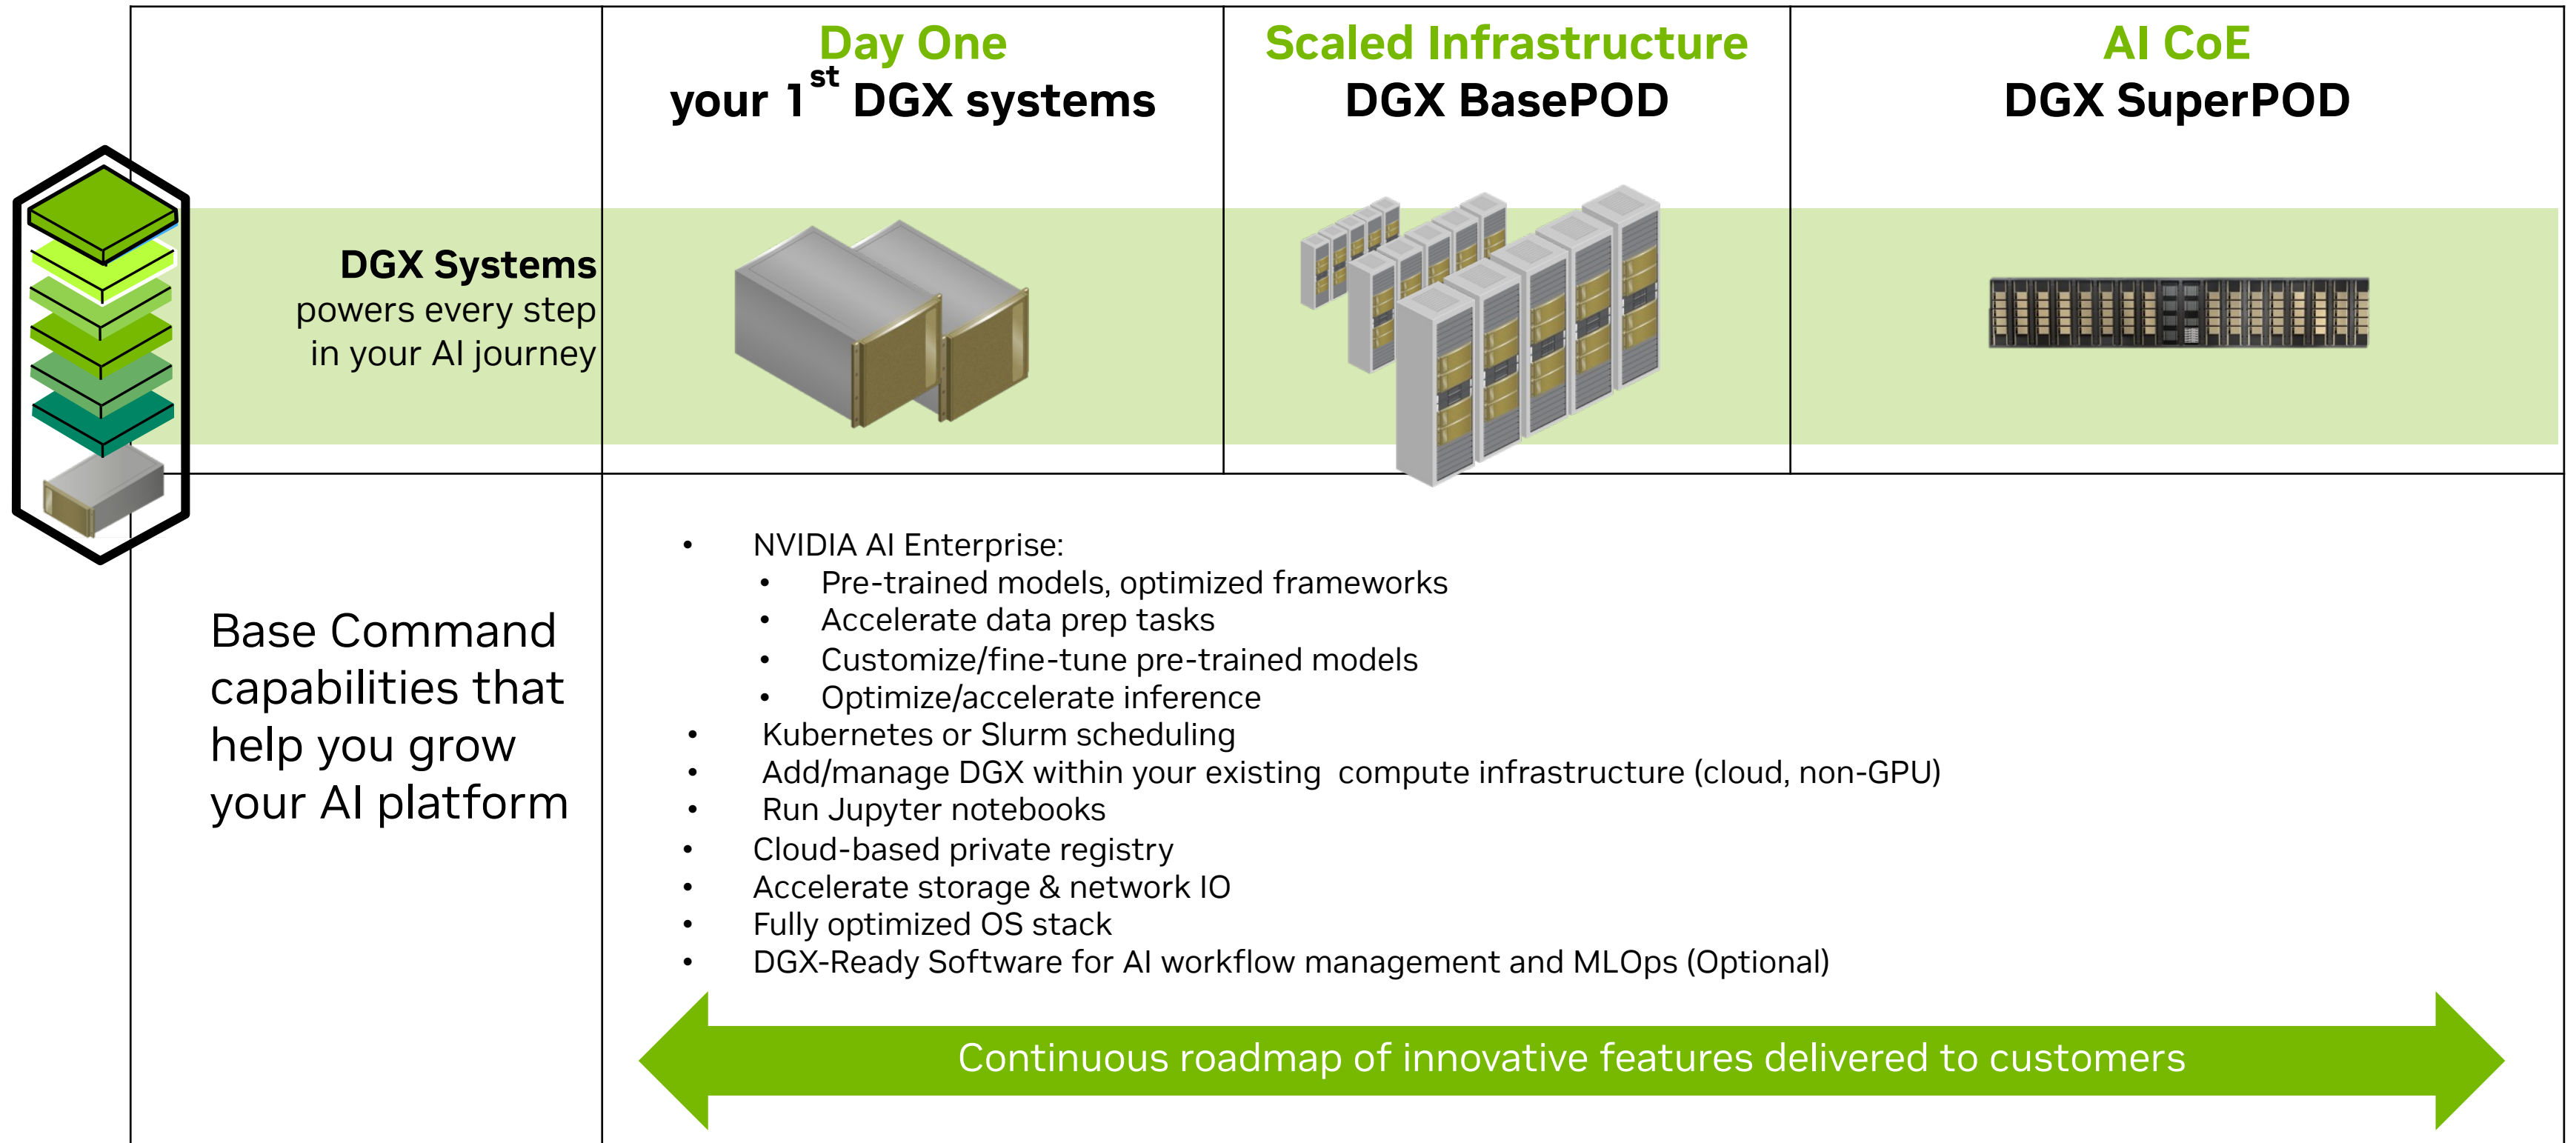 Day One
your 1st DGX systems
Scaled Infrastructure
DGX BasePOD
AI CoE
DGX SuperPOD
DGX Systems
powers every step
in your AI journey
Base Command
capabilities that
help you grow
your AI platform
• NVIDIA AI Enterprise:
• Pre-trained models, optimized frameworks
• Accelerate data prep tasks
• Customize/fine-tune pre-trained models
• Optimize/accelerate inference
• Kubernetes or Slurm scheduling
• Add/manage DGX within your existing compute infrastructure (cloud, non-GPU)
• Run Jupyter notebooks
• Cloud-based private registry
• Accelerate storage & network IO
• Fully optimized OS stack
• DGX-Ready Software for AI workflow management and MLOps (Optional)
Continuous roadmap of innovative features delivered to customers